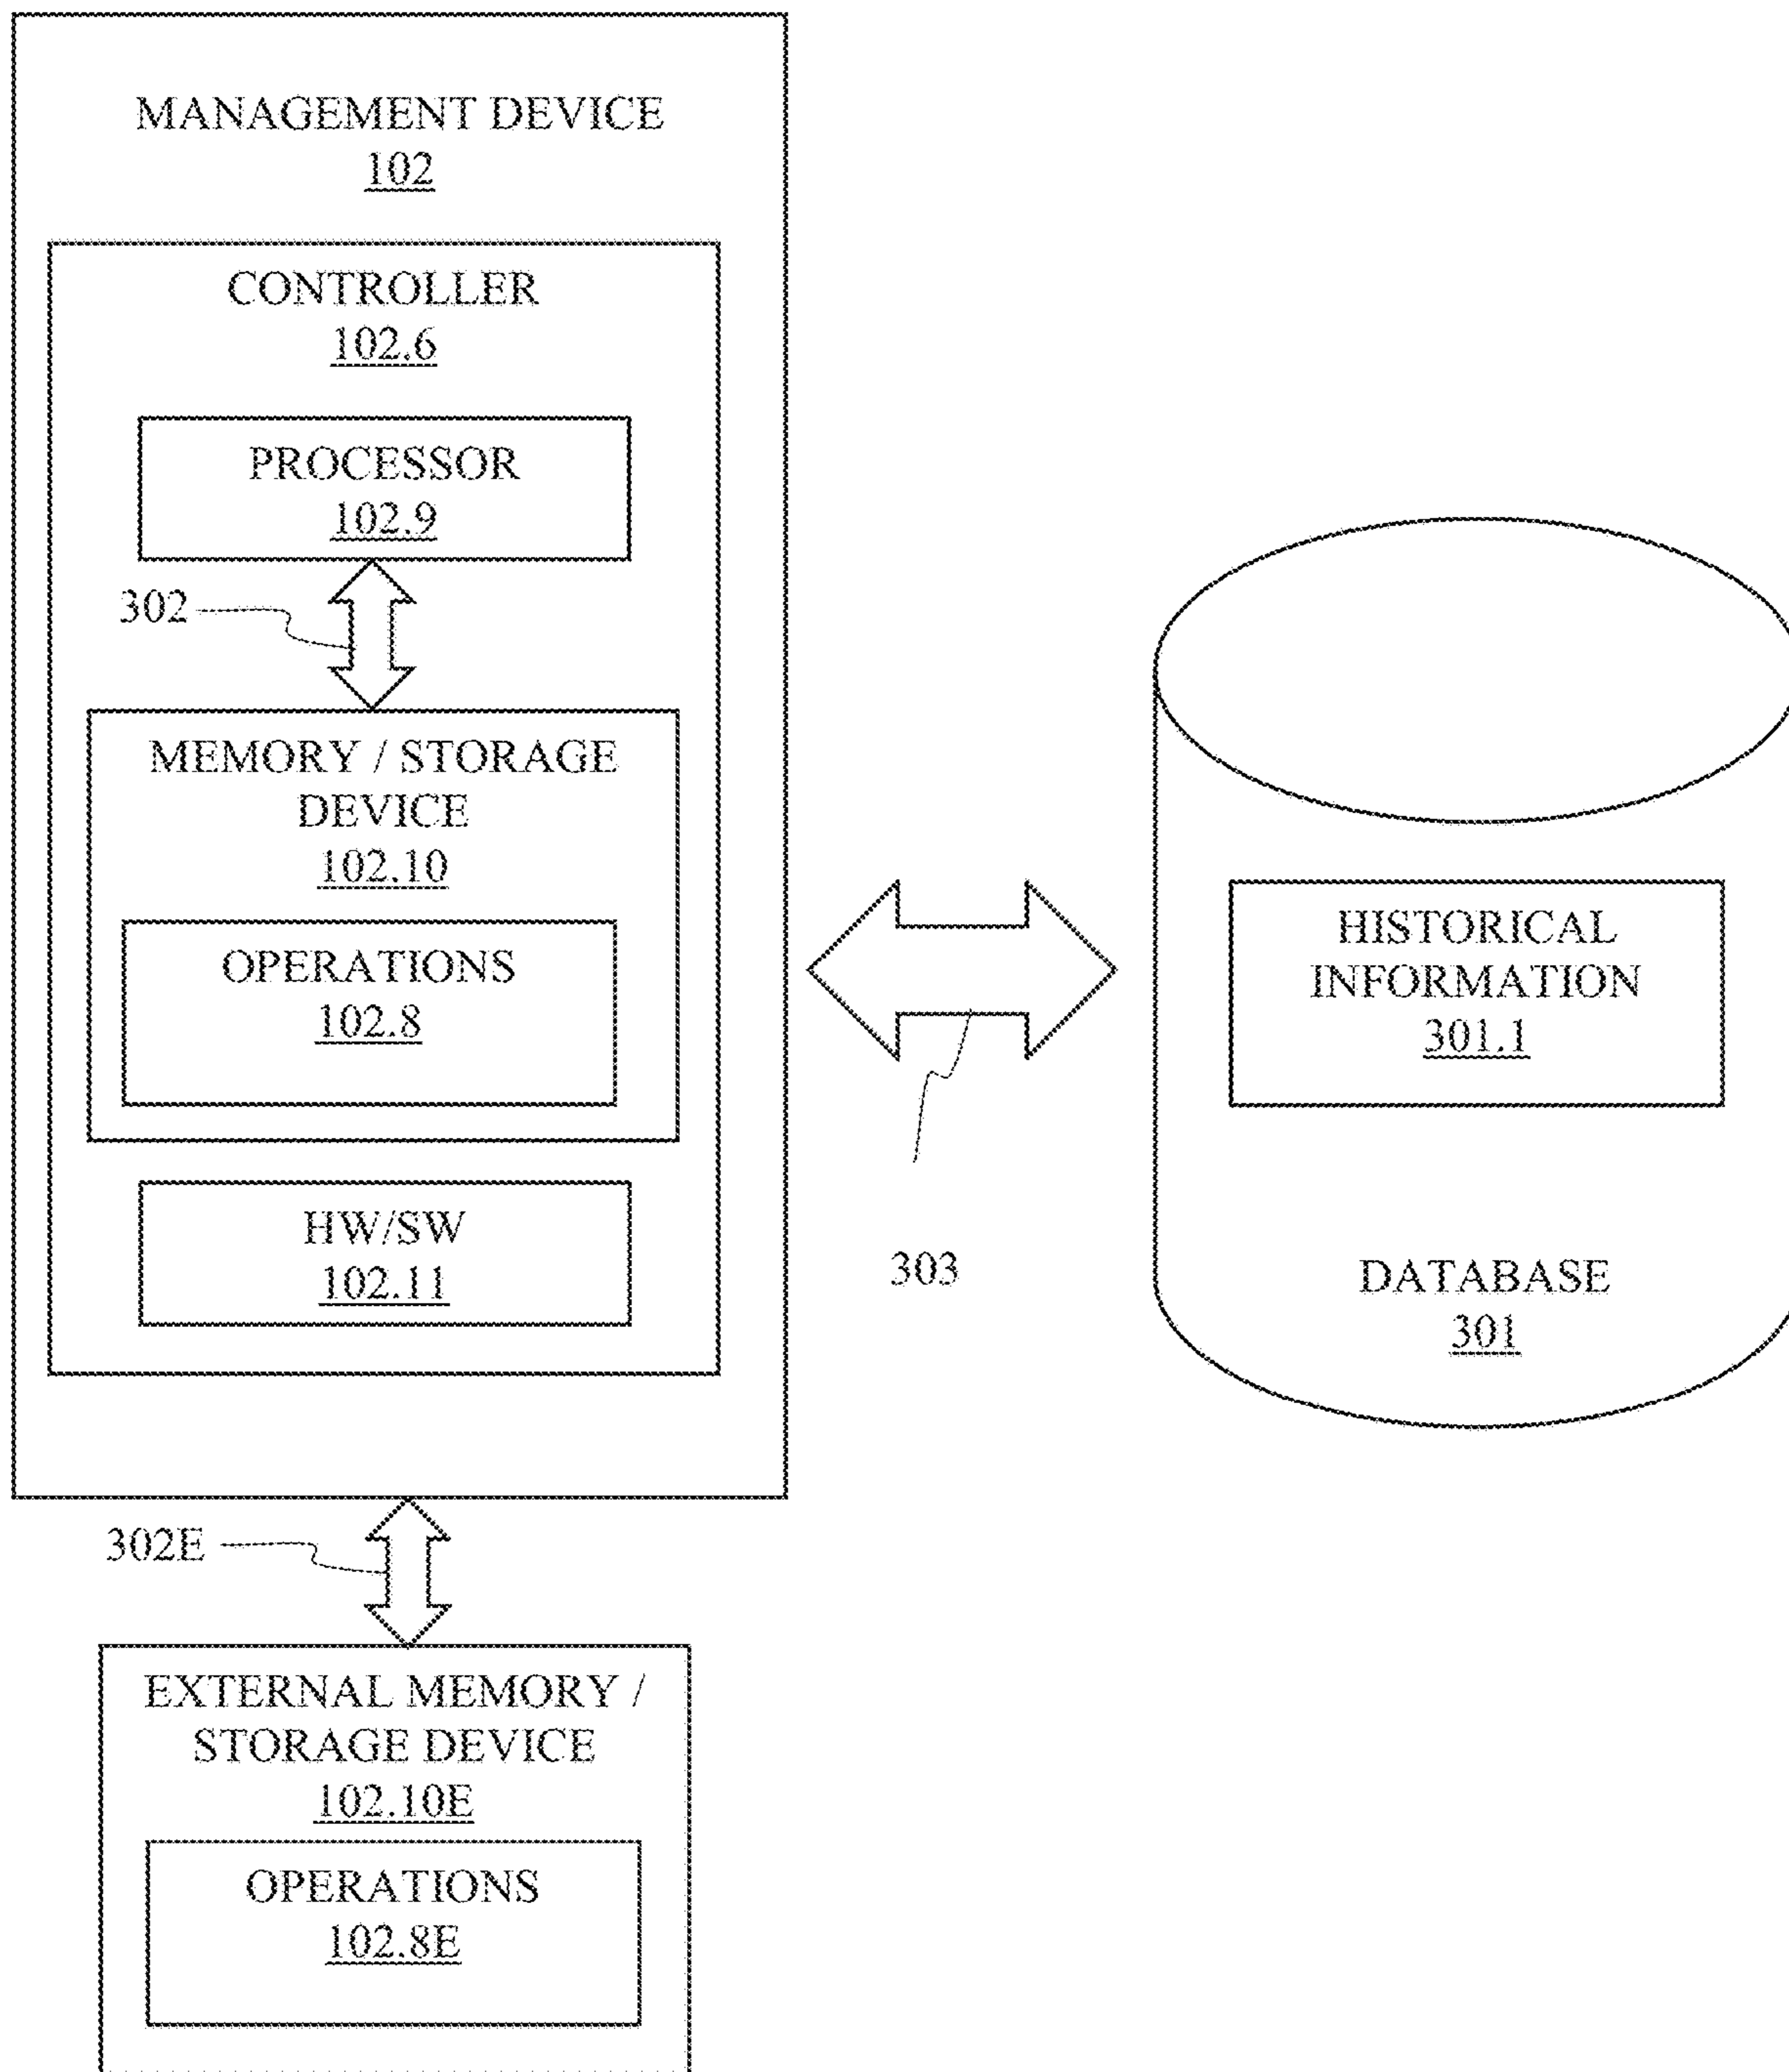 MANAGEMENT DEVICE
102
CONTROLLER
102.6
PROCESSOR
102.9
302
MEMORY / STORAGE
DEVICE
102.10
OPERATIONS
102.8
HW/SW
102.11
303
HISTORICAL
INFORMATION
301.1
DATABASE
301
302E
EXTERNAL MEMORY /
STORAGE DEVICE
102.10E
OPERATIONS
102.8E